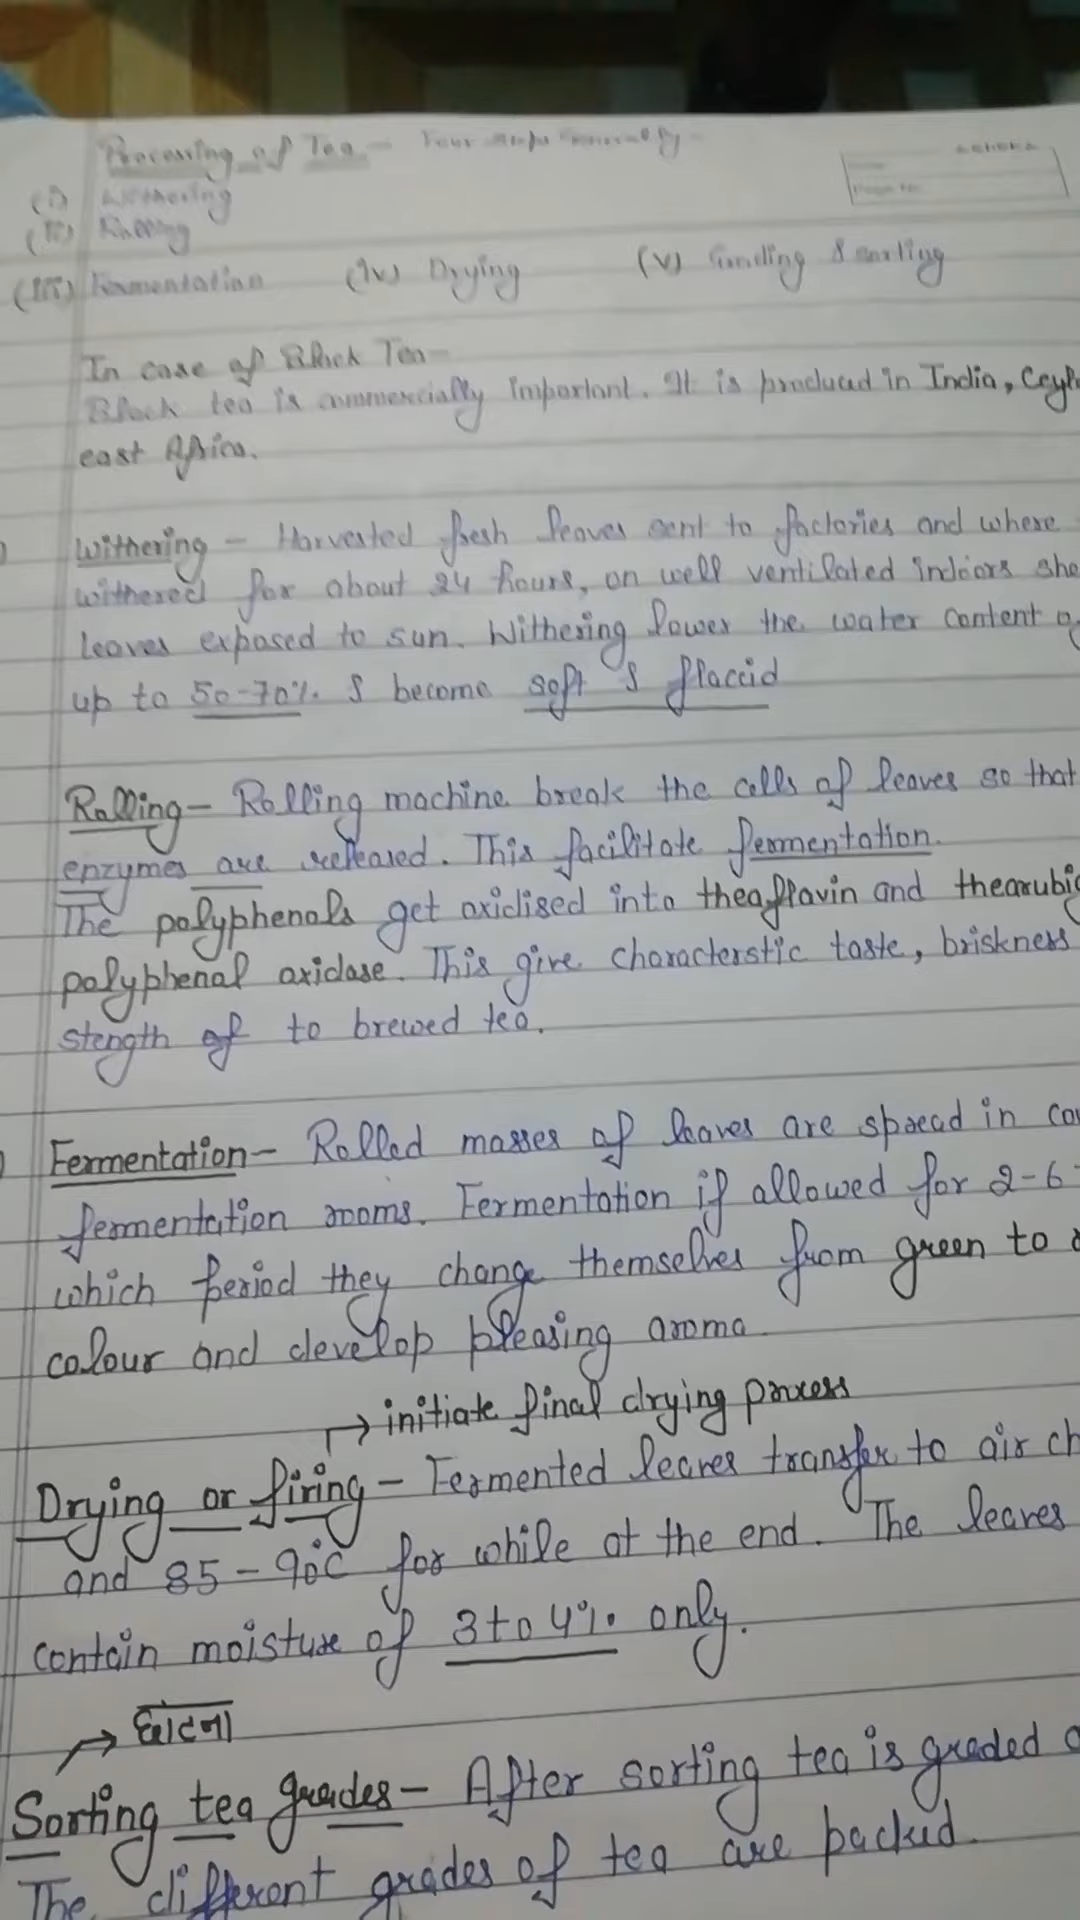 Processing of Tea - Four steps Generally -
(i) Withering
(ii) Rolling
(iii) Fermentation (iv) Drying (v) Grading & sorting
In case of Black Tea -
Black tea is commercially important. It is produced in India, Ceyl
east Africa.
Withering - Harvested fresh leaves sent to factories and where
withered for about 24 hours, on well ventilated indoors she
leaves exposed to sun. Withering lower the water content o
up to 50-70% & become soft & flaccid
Rolling - Rolling machine break the cells of leaves so that
enzymes are released. This facilitate fermentation.
The polyphenols get oxidised into theaflavin and thearubig
polyphenol oxidase. This give characterstic taste, briskness
stength of to brewed tea.
Fermentation - Rolled masses of leaves are spread in co
fermentation rooms. Fermentation if allowed for 2-6
which period they change themselves from green to
colour and develop pleasing aroma
→ initiate final drying process
Drying or firing - Fermented leaves transfer to air ch
and 85-90°C for while at the end. The leaves
contain moisture of 3 to 4% only.
→ छांटना
Sorting tea grades - After sorting tea is graded
The different grades of tea are packed.